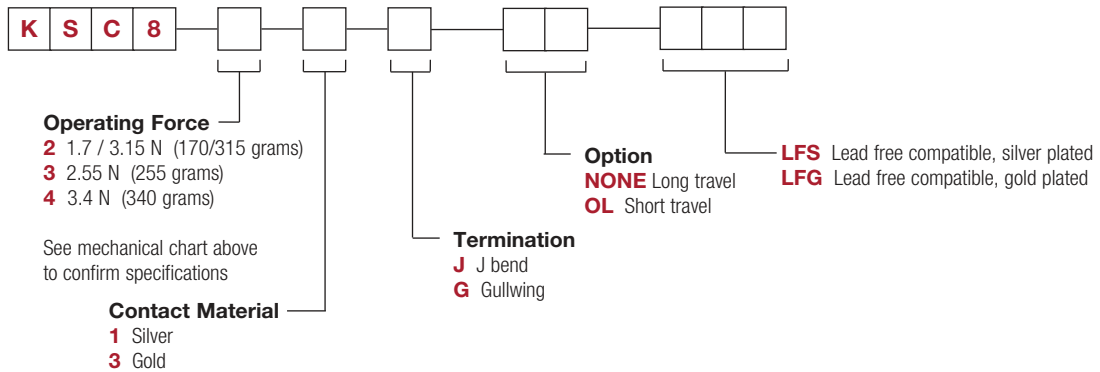 K S C 8
Operating Force
2 1.7 / 3.15 N (170/315 grams)
3 2.55 N (255 grams)
4 3.4 N (340 grams)
See mechanical chart above
to confirm specifications
Contact Material
1 Silver
3 Gold
Termination
J J bend
G Gullwing
Option
NONE Long travel
OL Short travel
LFS Lead free compatible, silver plated
LFG Lead free compatible, gold plated